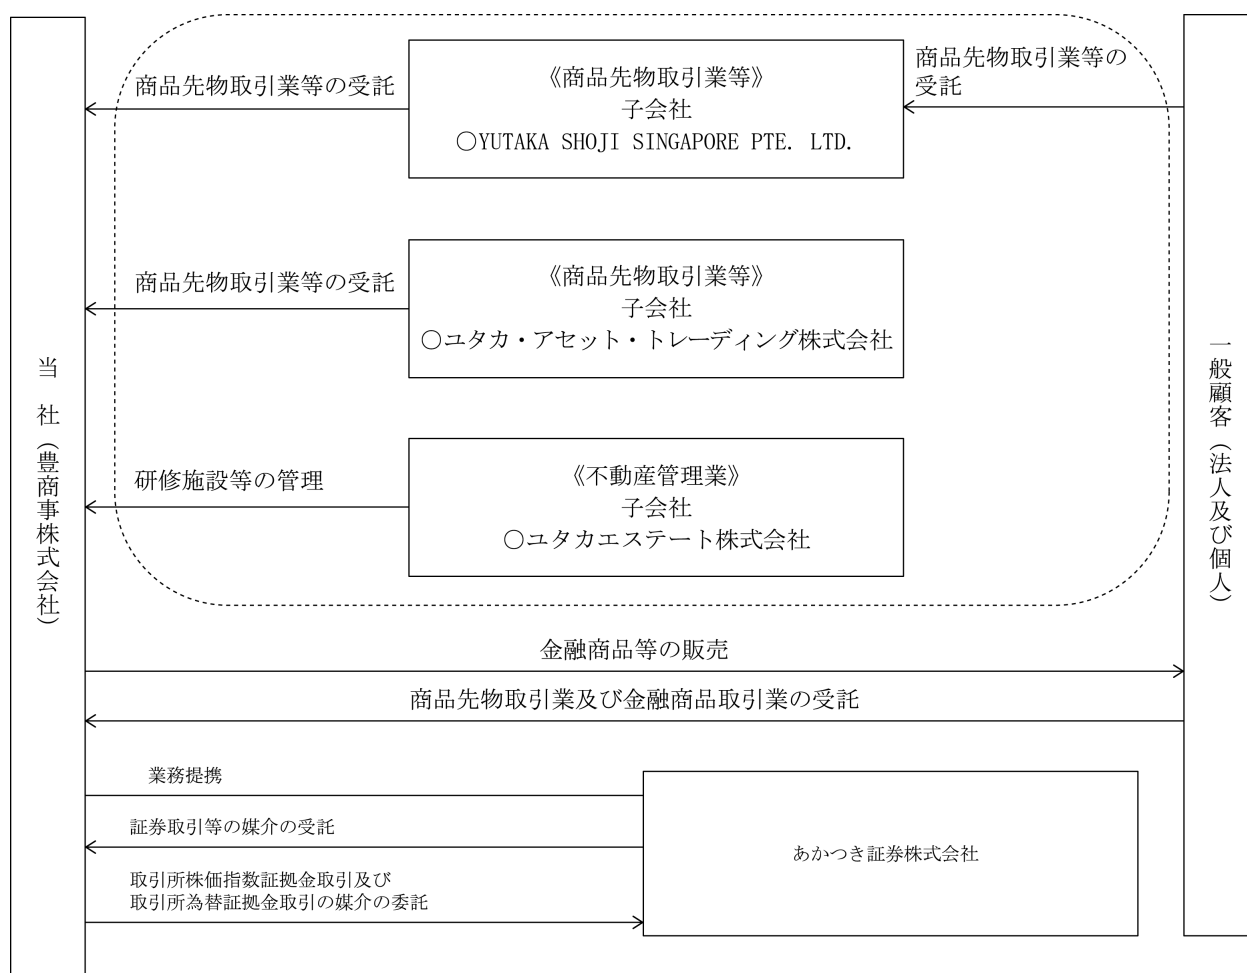 商品先物取引業等の受託
《商品先物取引業等》
子会社
○YUTAKA SHOJI SINGAPORE PTE. LTD.
商品先物取引業等の
受託
商品先物取引業等の受託
《商品先物取引業等》
子会社
○ユタカ・アセット・トレーディング株式会社
当 社(豊商事株式会社)
一般顧客(法人及び個人)
研修施設等の管理
《不動産管理業》
子会社
○ユタカエステート株式会社
金融商品等の販売
商品先物取引業及び金融商品取引業の受託
業務提携
証券取引等の媒介の受託
あかつき証券株式会社
取引所株価指数証拠金取引及び
取引所為替証拠金取引の媒介の委託